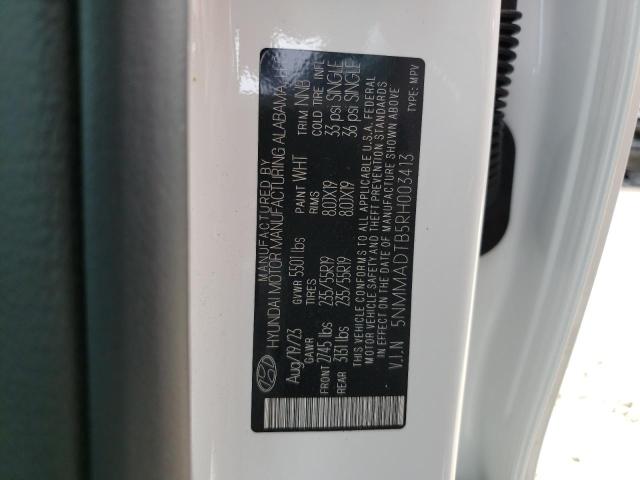 MANUFACTURED BY
HYUNDAI MOTOR MANUFACTURING ALABAMA,
Aug/19/23 GVWR 5501 lbs PAINT WHT TRIM NNB
GAWR TIRES RIMS COLD TIRE INFL
FRONT 2745 lbs 235/55R19 8.0JX19 33 psi SINGLE
REAR 3131 lbs 235/55R19 8.0JX19 36 psi SINGLE
THIS VEHICLE CONFORMS TO ALL APPLICABLE U.S.A. FEDERAL
MOTOR VEHICLE SAFETY AND THEFT PREVENTION STANDARDS
IN EFFECT ON THE DATE OF MANUFACTURE SHOWN ABOVE
V.I.N 5NMMADTB5RH003413 TYPE: MPV